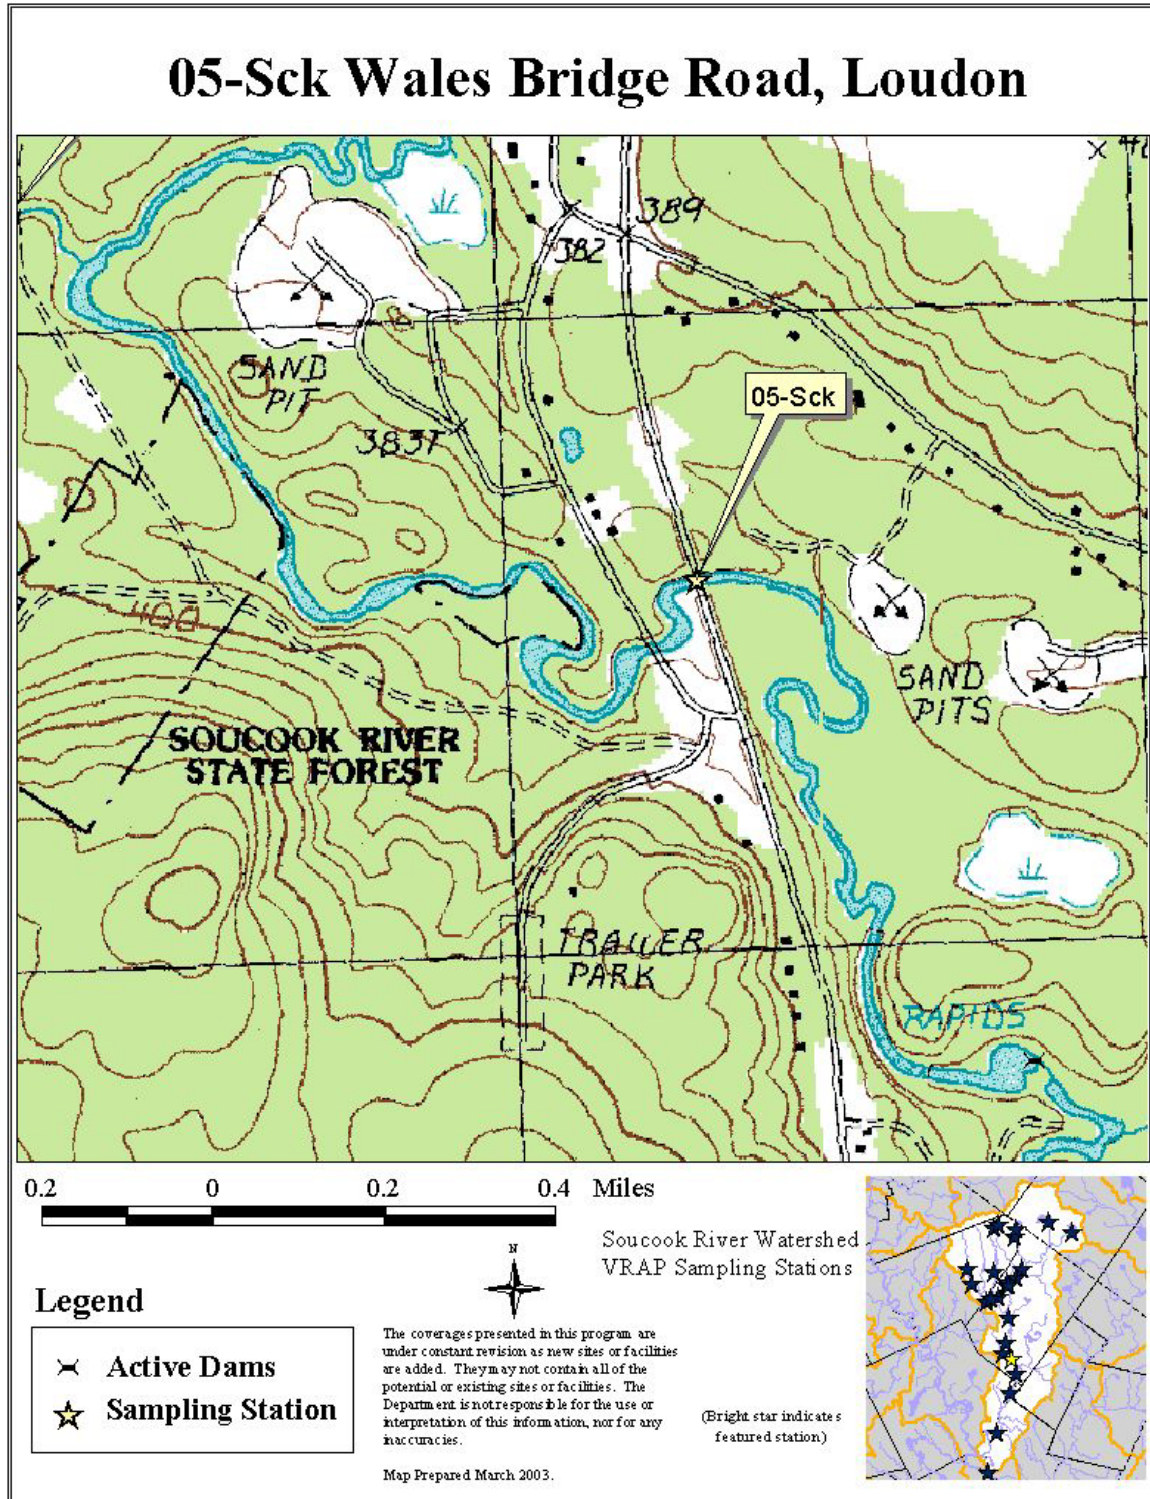 05-Sck Wales Bridge Road, Loudon
389
382
SAND
PIT
3837
05-Sck
400
SAND
PITS
SOUCOOK RIVER
STATE FOREST
TRAILER
PARK
RAPIDS
0.2 0 0.2 0.4 Miles
Soucook River Watershed
VRAP Sampling Stations
N
Legend
Active Dams
Sampling Station
The coverages presented in this program are
under constant revision as new sites or facilities
are added. They may not contain all of the
potential or existing sites or facilities. The
Department is not responsible for the use or
interpretation of this information, nor for any
inaccuracies.
Map Prepared March 2003.
(Bright star indicates
featured station)